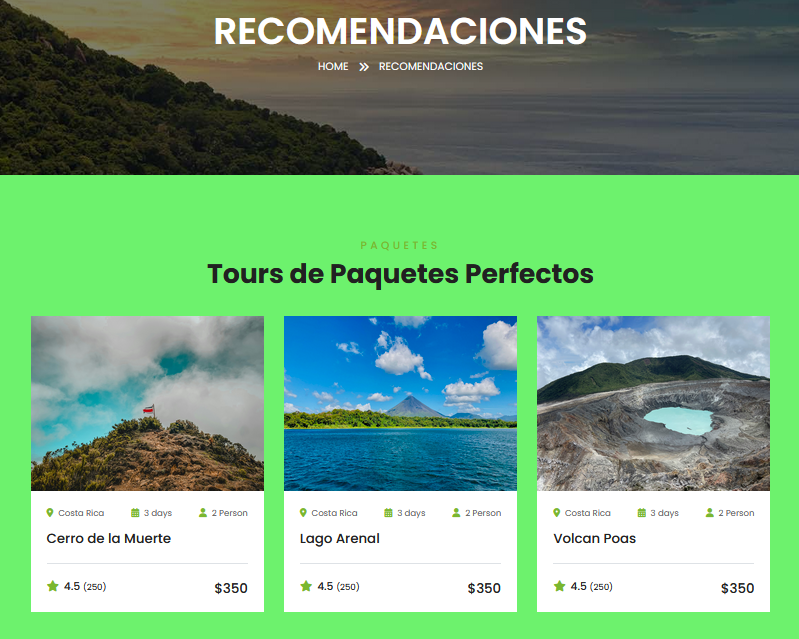 RECOMENDACIONES
HOME » RECOMENDACIONES
PAQUETES
Tours de Paquetes Perfectos
Costa Rica 3 days 2 Person
Cerro de la Muerte
4.5 (250) $350
Costa Rica 3 days 2 Person
Lago Arenal
4.5 (250) $350
Costa Rica 3 days 2 Person
Volcan Poas
4.5 (250) $350